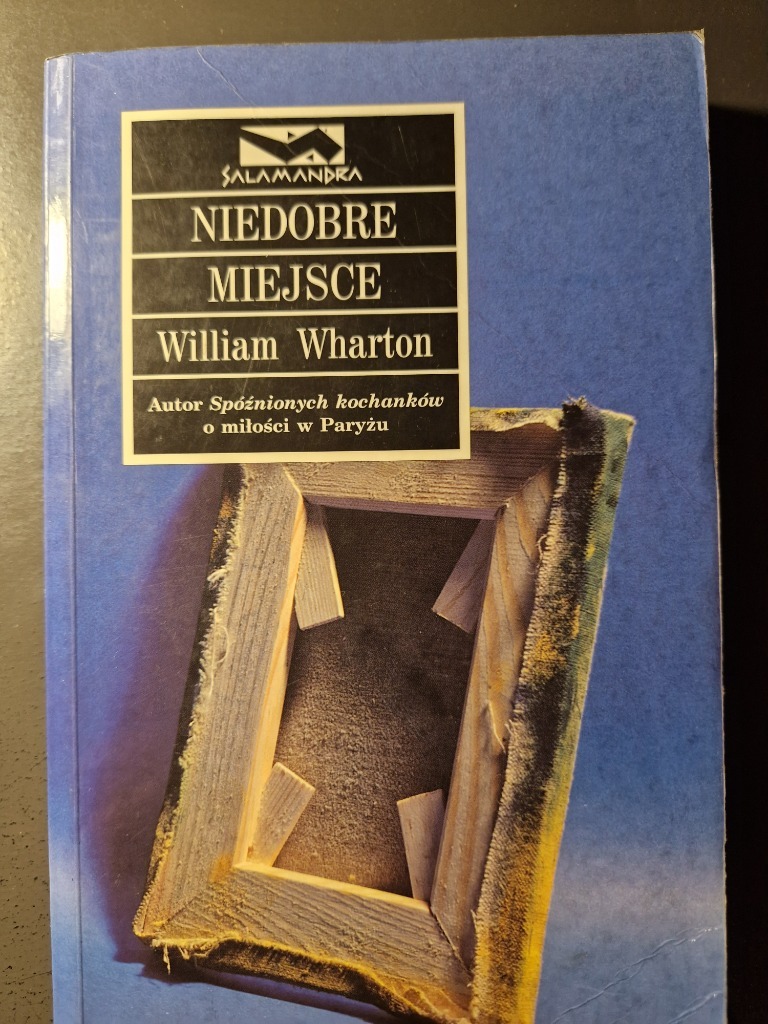 SALAMANDRA
NIEDOBRE
MIEJSCE
William Wharton
Autor Spóźnionych kochanków
o miłości w Paryżu